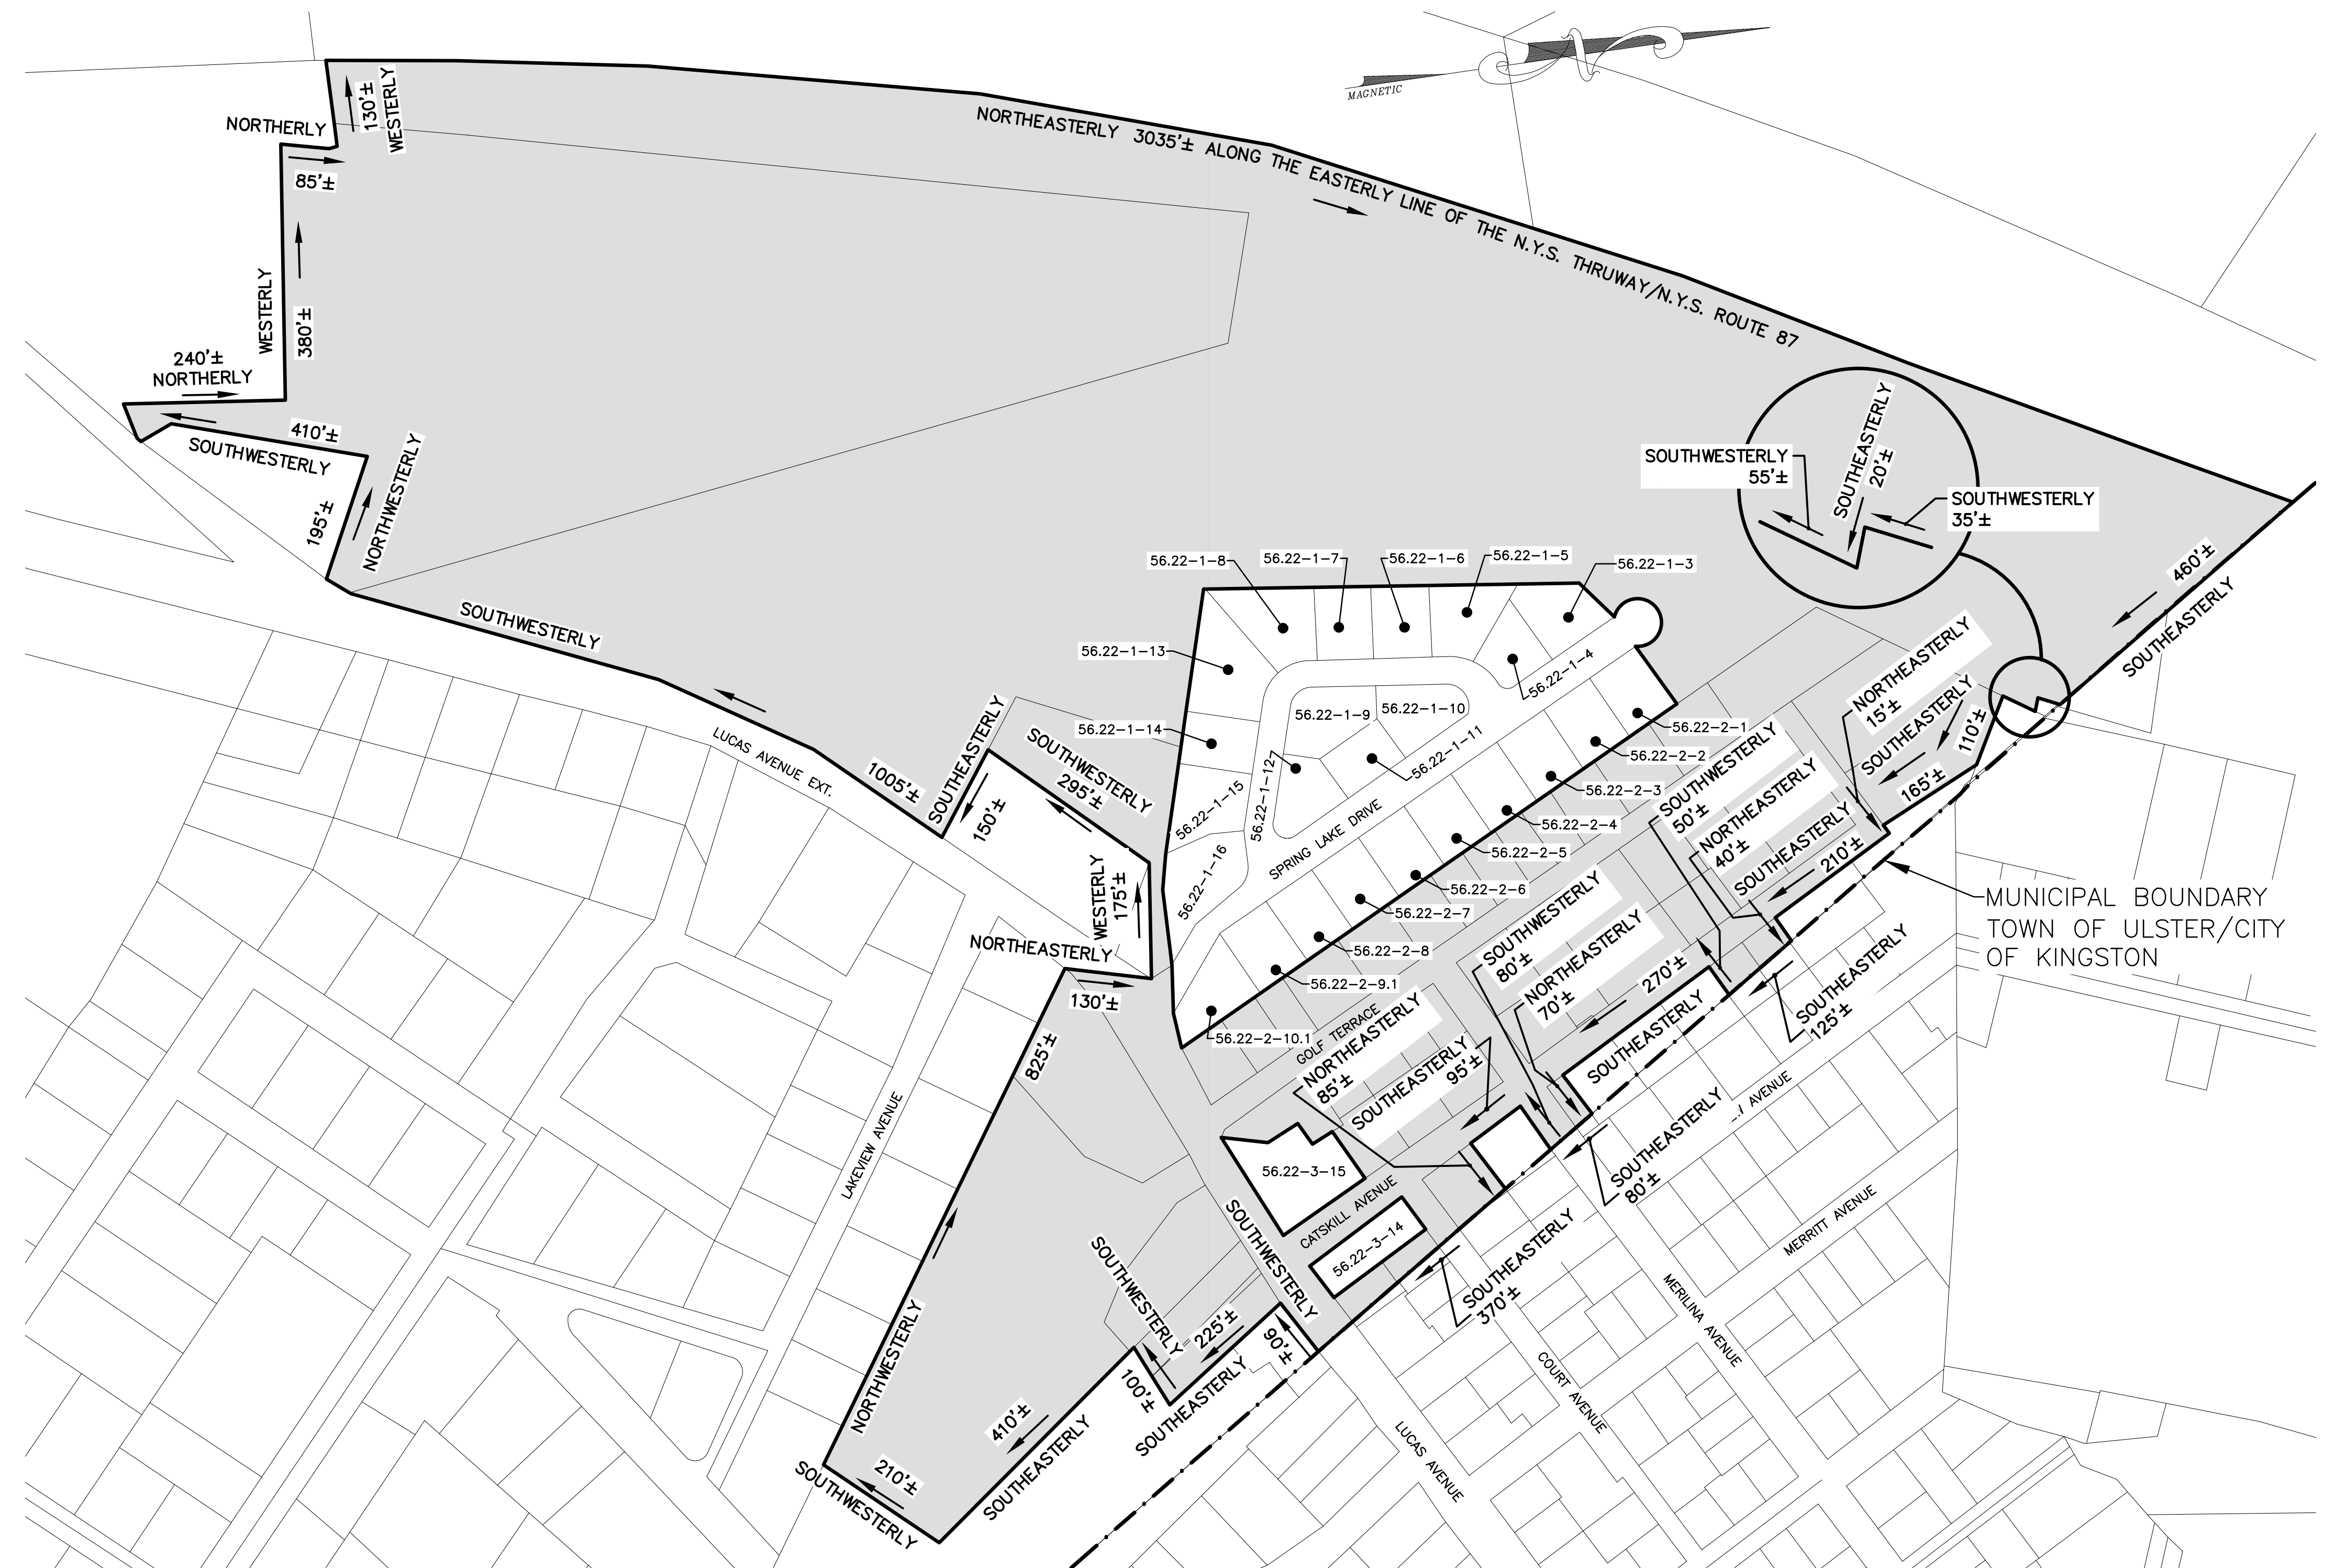 MAGNETIC
130'±
WESTERLY
NORTHERLY
85'±
NORTHEASTERLY 3035'± ALONG THE EASTERLY LINE OF THE N.Y.S. THRUWAY/N.Y.S. ROUTE 87
WESTERLY
380'±
240'±
NORTHERLY
410'±
SOUTHWESTERLY
195'±
NORTHWESTERLY
SOUTHWESTERLY
55'±
SOUTHEASTERLY
20'±
SOUTHWESTERLY
35'±
460'±
SOUTHEASTERLY
56.22-1-8
56.22-1-7
56.22-1-6
56.22-1-5
56.22-1-3
56.22-1-13
56.22-1-4
56.22-1-9
56.22-1-10
56.22-1-14
56.22-1-11
56.22-1-12
56.22-1-15
56.22-1-16
SPRING LAKE DRIVE
56.22-2-1
56.22-2-2
56.22-2-3
56.22-2-4
56.22-2-5
56.22-2-6
56.22-2-7
56.22-2-8
56.22-2-9.1
56.22-2-10.1
SOUTHWESTERLY
LUCAS AVENUE EXT.
1005'±
SOUTHEASTERLY
150'±
SOUTHWESTERLY
295'±
WESTERLY
175'±
NORTHEASTERLY
130'±
NORTHEASTERLY
15'±
SOUTHEASTERLY
110'±
165'±
SOUTHWESTERLY
50'±
NORTHEASTERLY
40'±
SOUTHEASTERLY
210'±
MUNICIPAL BOUNDARY
TOWN OF ULSTER/CITY
OF KINGSTON
SOUTHEASTERLY
125'±
SOUTHWESTERLY
80'±
NORTHEASTERLY
70'±
270'±
SOUTHEASTERLY
GOLF TERRACE
NORTHEASTERLY
85'±
SOUTHEASTERLY
95'±
AVENUE
SOUTHEASTERLY
80'±
825'±
LAKEVIEW AVENUE
56.22-3-15
CATSKILL AVENUE
56.22-3-14
SOUTHWESTERLY
SOUTHEASTERLY
370'±
MERRITT AVENUE
MERILINA AVENUE
COURT AVENUE
LUCAS AVENUE
SOUTHWESTERLY
225'±
90'±
100'±
SOUTHEASTERLY
NORTHWESTERLY
410'±
SOUTHEASTERLY
210'±
SOUTHWESTERLY